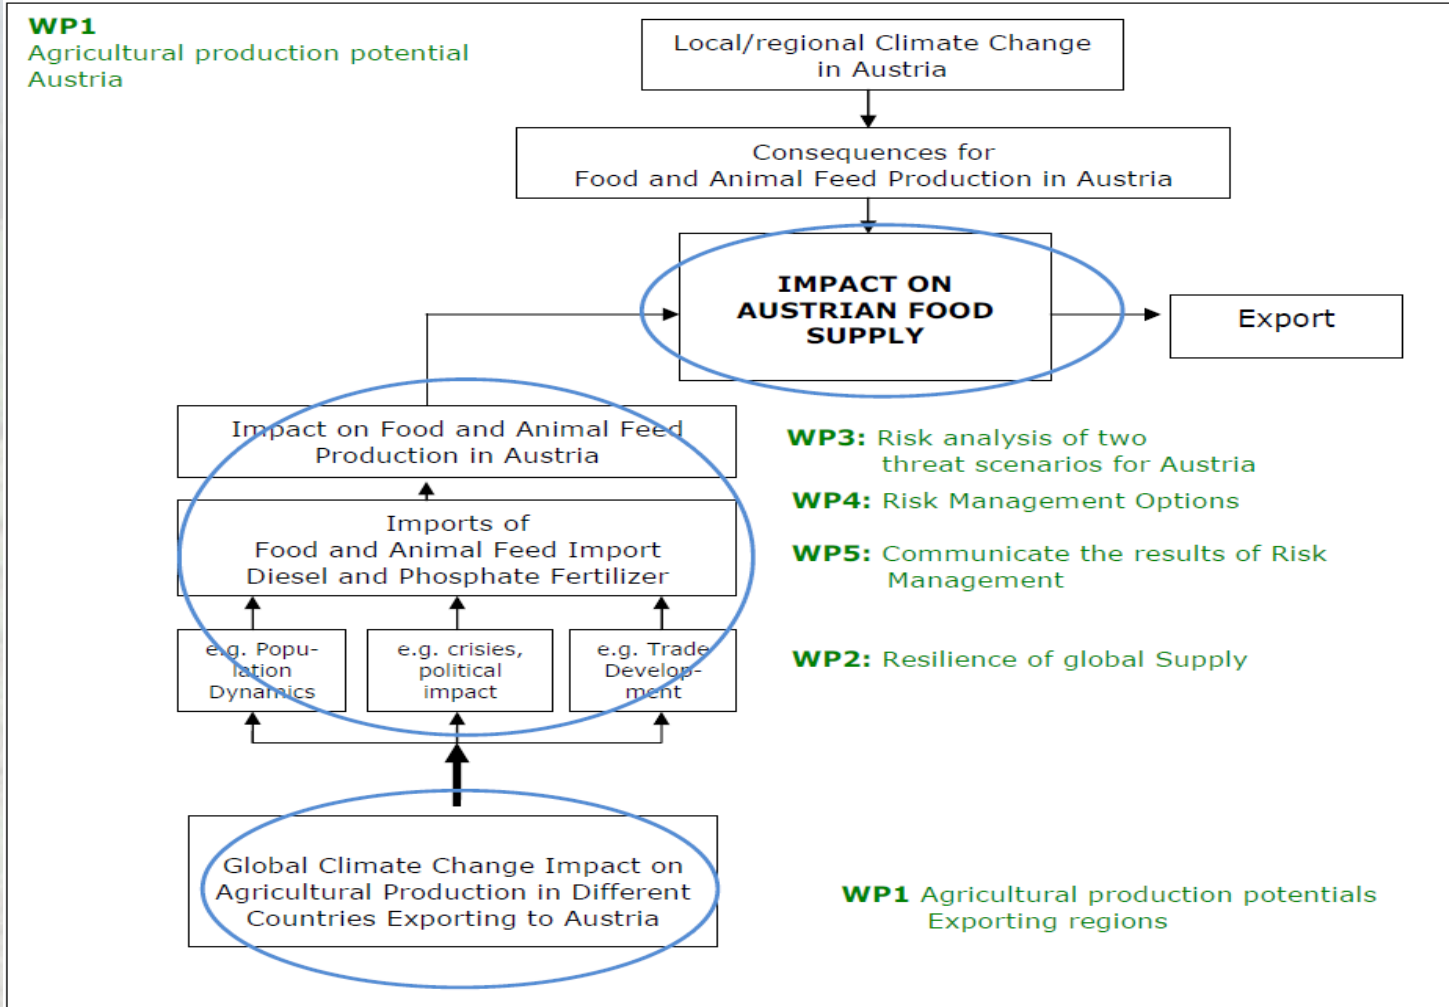 WP1
Agricultural production potential
Austria
Local/regional Climate Change
in Austria
Consequences for
Food and Animal Feed Production in Austria
IMPACT ON
AUSTRIAN FOOD
SUPPLY
Export
Impact on Food and Animal Feed
Production in Austria
Imports of
Food and Animal Feed Import
Diesel and Phosphate Fertilizer
e.g. Popu-
lation
Dynamics
e.g. crisies,
political
impact
e.g. Trade
Develop-
ment
WP3: Risk analysis of two
threat scenarios for Austria
WP4: Risk Management Options
WP5: Communicate the results of Risk
Management
WP2: Resilience of global Supply
Global Climate Change Impact on
Agricultural Production in Different
Countries Exporting to Austria
WP1 Agricultural production potentials
Exporting regions